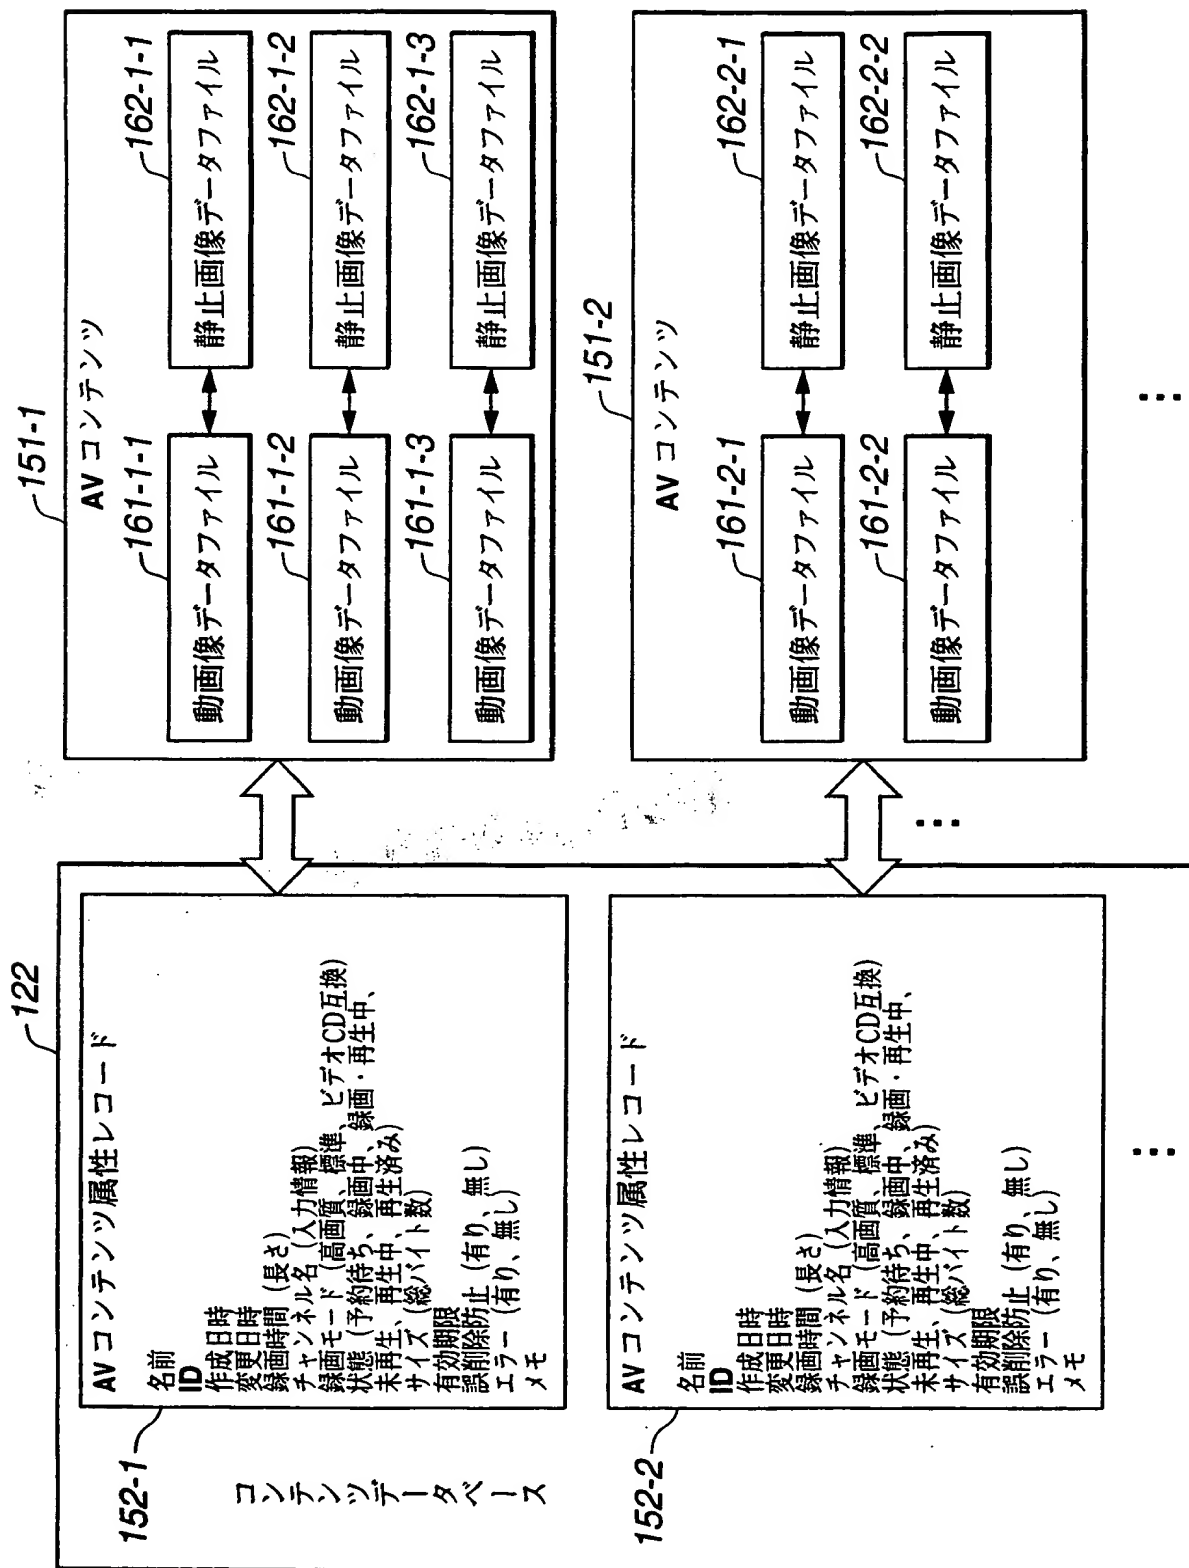 122
コンテンツデータベース
152-1
AVコンテンツ属性レコード
名前
ID
作成日時
変更日時
録画時間 (長さ)
チャンネル名 (入力情報)
録画モード (高画質、標準、ビデオCD互換)
状態 (予約待ち、録画中、録画・再生中、
未再生、再生中、再生済み)
サイズ (総バイト数)
有効期限
誤削除防止 (有り、無し)
エラー (有り、無し)
メモ
152-2
AVコンテンツ属性レコード
名前
ID
作成日時
変更日時
録画時間 (長さ)
チャンネル名 (入力情報)
録画モード (高画質、標準、ビデオCD互換)
状態 (予約待ち、録画中、録画・再生中、
未再生、再生中、再生済み)
サイズ (総バイト数)
有効期限
誤削除防止 (有り、無し)
エラー (有り、無し)
メモ
151-1
AVコンテンツ
161-1-1
動画像データファイル
162-1-1
静止画像データファイル
161-1-2
動画像データファイル
162-1-2
静止画像データファイル
161-1-3
動画像データファイル
162-1-3
静止画像データファイル
151-2
AVコンテンツ
161-2-1
動画像データファイル
162-2-1
静止画像データファイル
161-2-2
動画像データファイル
162-2-2
静止画像データファイル